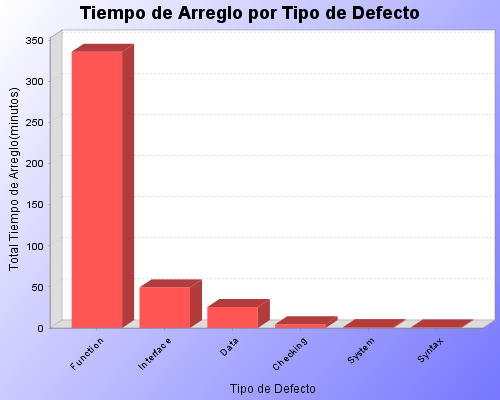 Tiempo de Arreglo por Tipo de Defecto
Total Tiempo de Arreglo(minutos)
350
300
250
200
150
100
50
0
Function
Interface
Data
Checking
System
Syntax
Tipo de Defecto